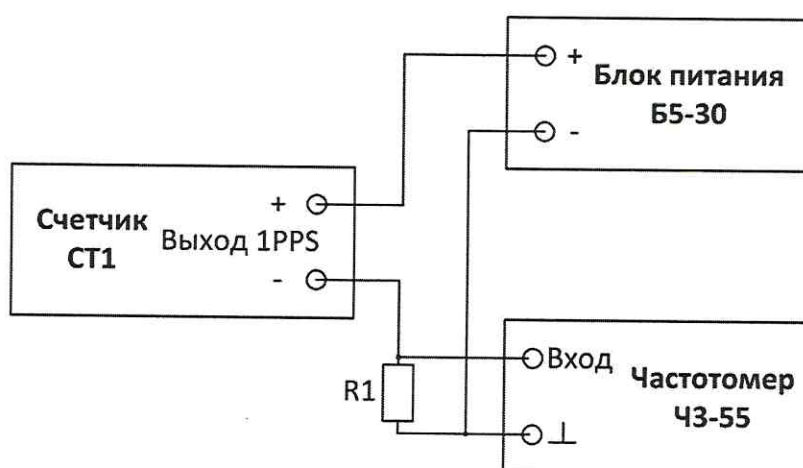 +
Блок питания
Б5-30
-
Счетчик
СТ1
+
Выход 1PPS
-
Вход
R1
Частотомер
Ч3-55
⊥